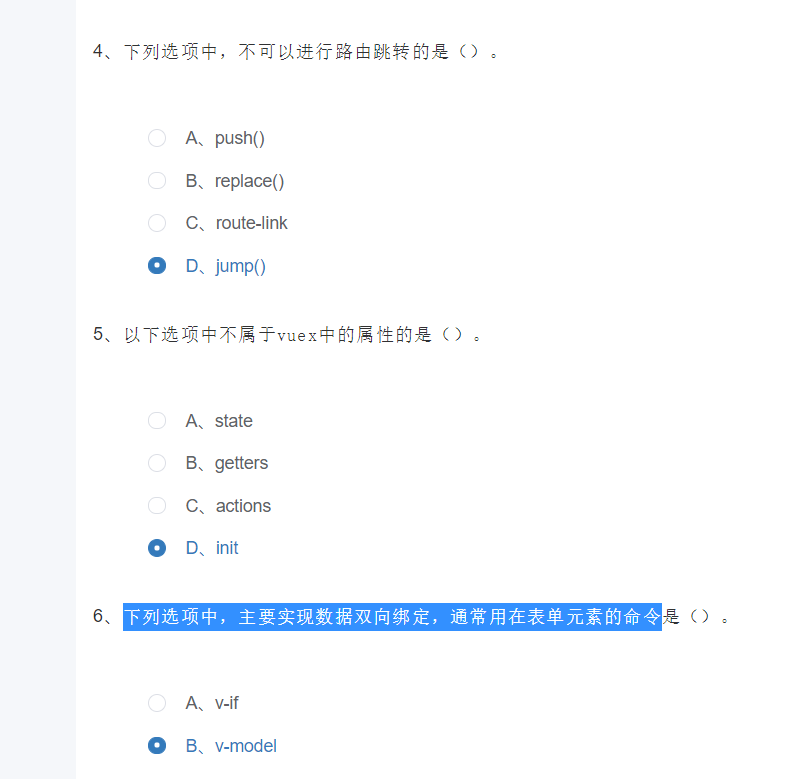 4、下列选项中，不可以进行路由跳转的是（）。
A、push()
B、replace()
C、route-link
D、jump()
5、以下选项中不属于vuex中的属性的是（）。
A、state
B、getters
C、actions
D、init
6、下列选项中，主要实现数据双向绑定，通常用在表单元素的命令是（）。
A、v-if
B、v-model